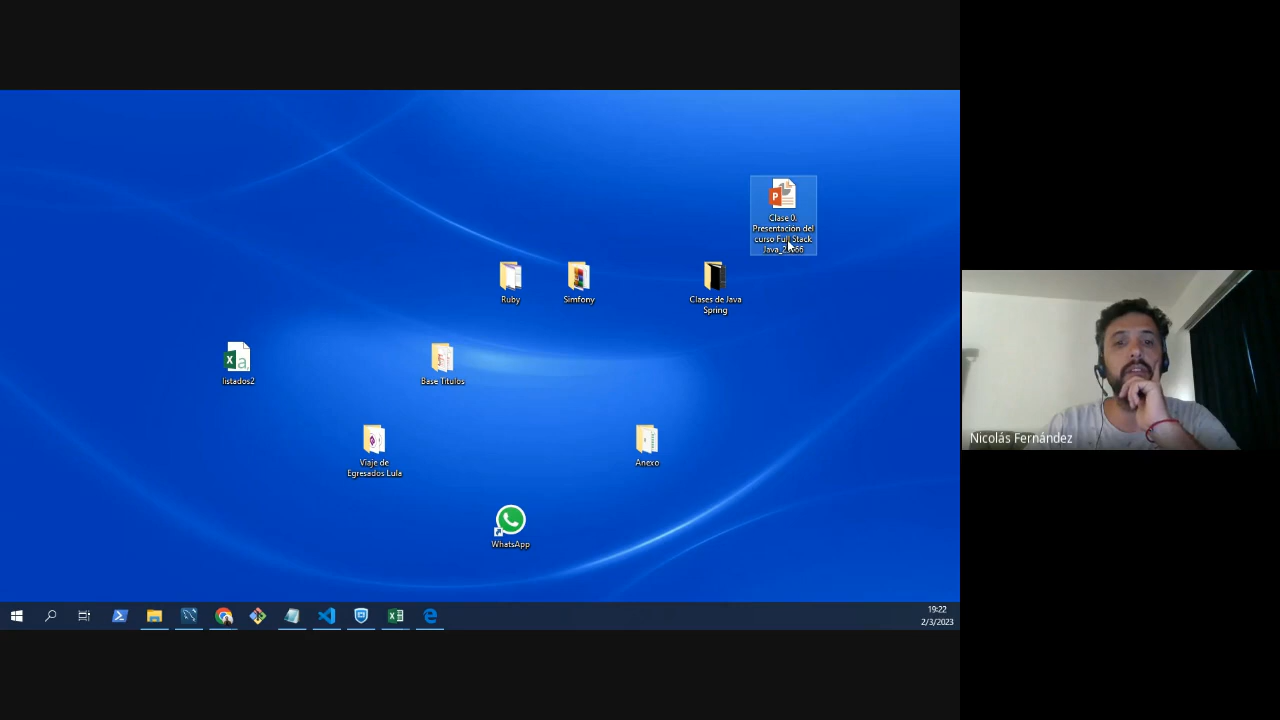 Clase 0:
Presentación del
curso Full Stack
Ruby
Simfony
Clases de Java
Spring
listados2
Base Titulos
Viaje de
Egresados Lula
Anexo
WhatsApp
Nicolás Fernández
19:22
2/3/2023